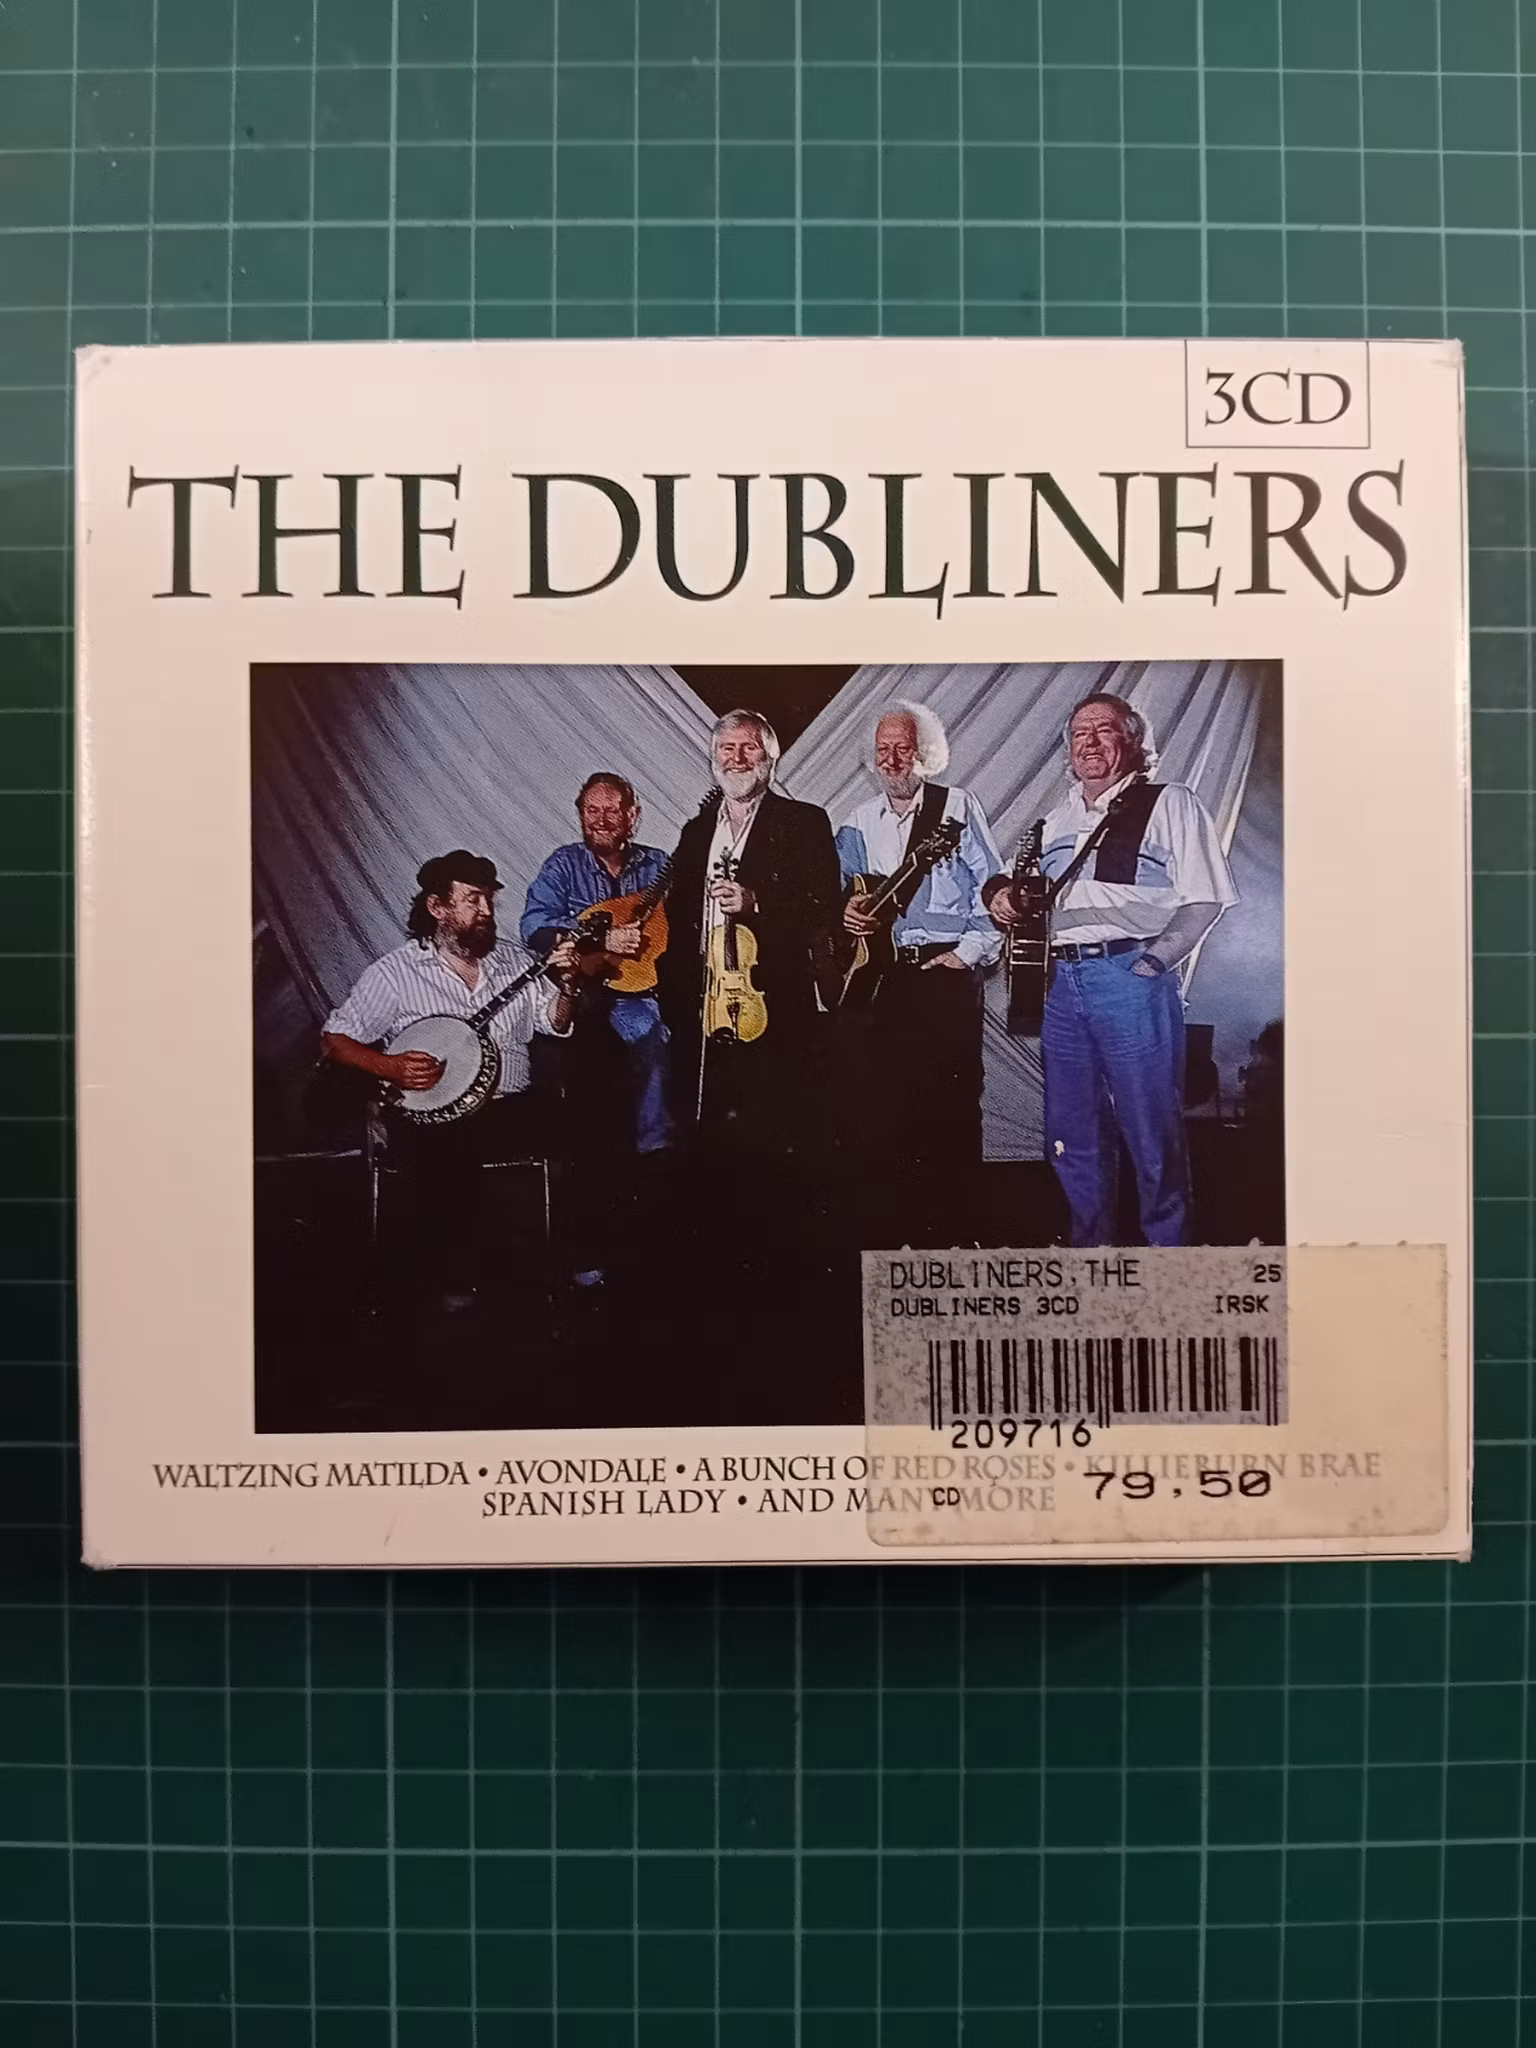 3CD
THE DUBLINERS
DUBLINERS,THE 25
DUBLINERS 3CD IRSK
209716
WALTZING MATILDA • AVONDALE • A BUNCH OF RED ROSES • KILLIEBURN BRAE
SPANISH LADY • AND MANY MORE
CD 79,50